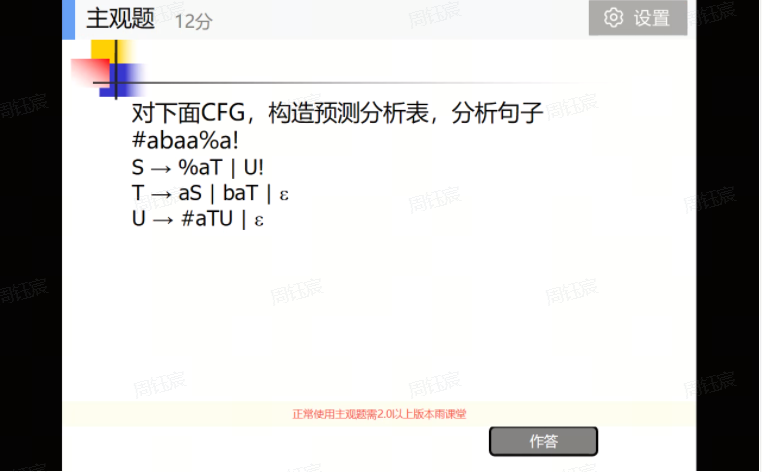 主观题 12分
设置
对下面CFG，构造预测分析表，分析句子
#abaa%a!
S → %aT | U!
T → aS | baT | ε
U → #aTU | ε
正常使用主观题需2.0以上版本雨课堂
作答
周钰宸